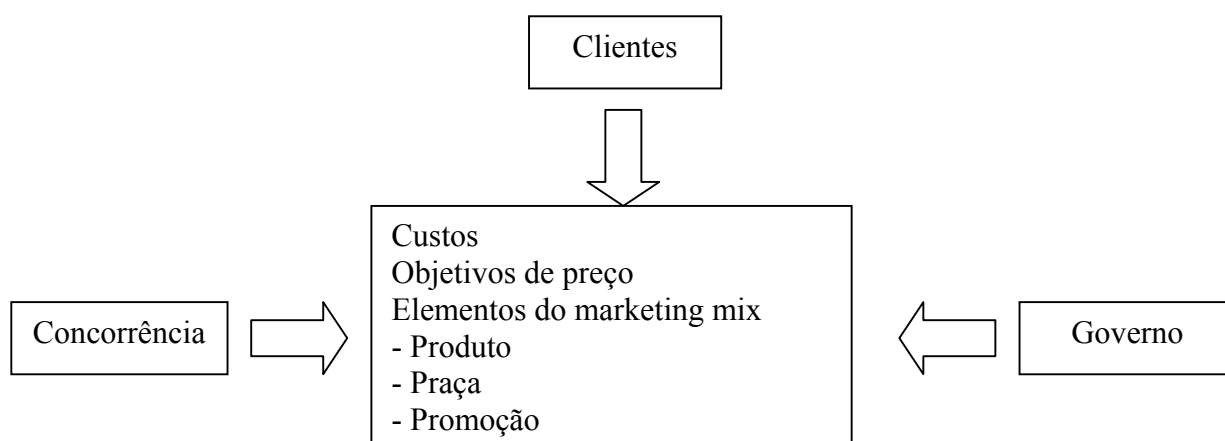 Clientes
Custos
Objetivos de preço
Elementos do marketing mix
- Produto
- Praça
- Promoção
Concorrência
Governo